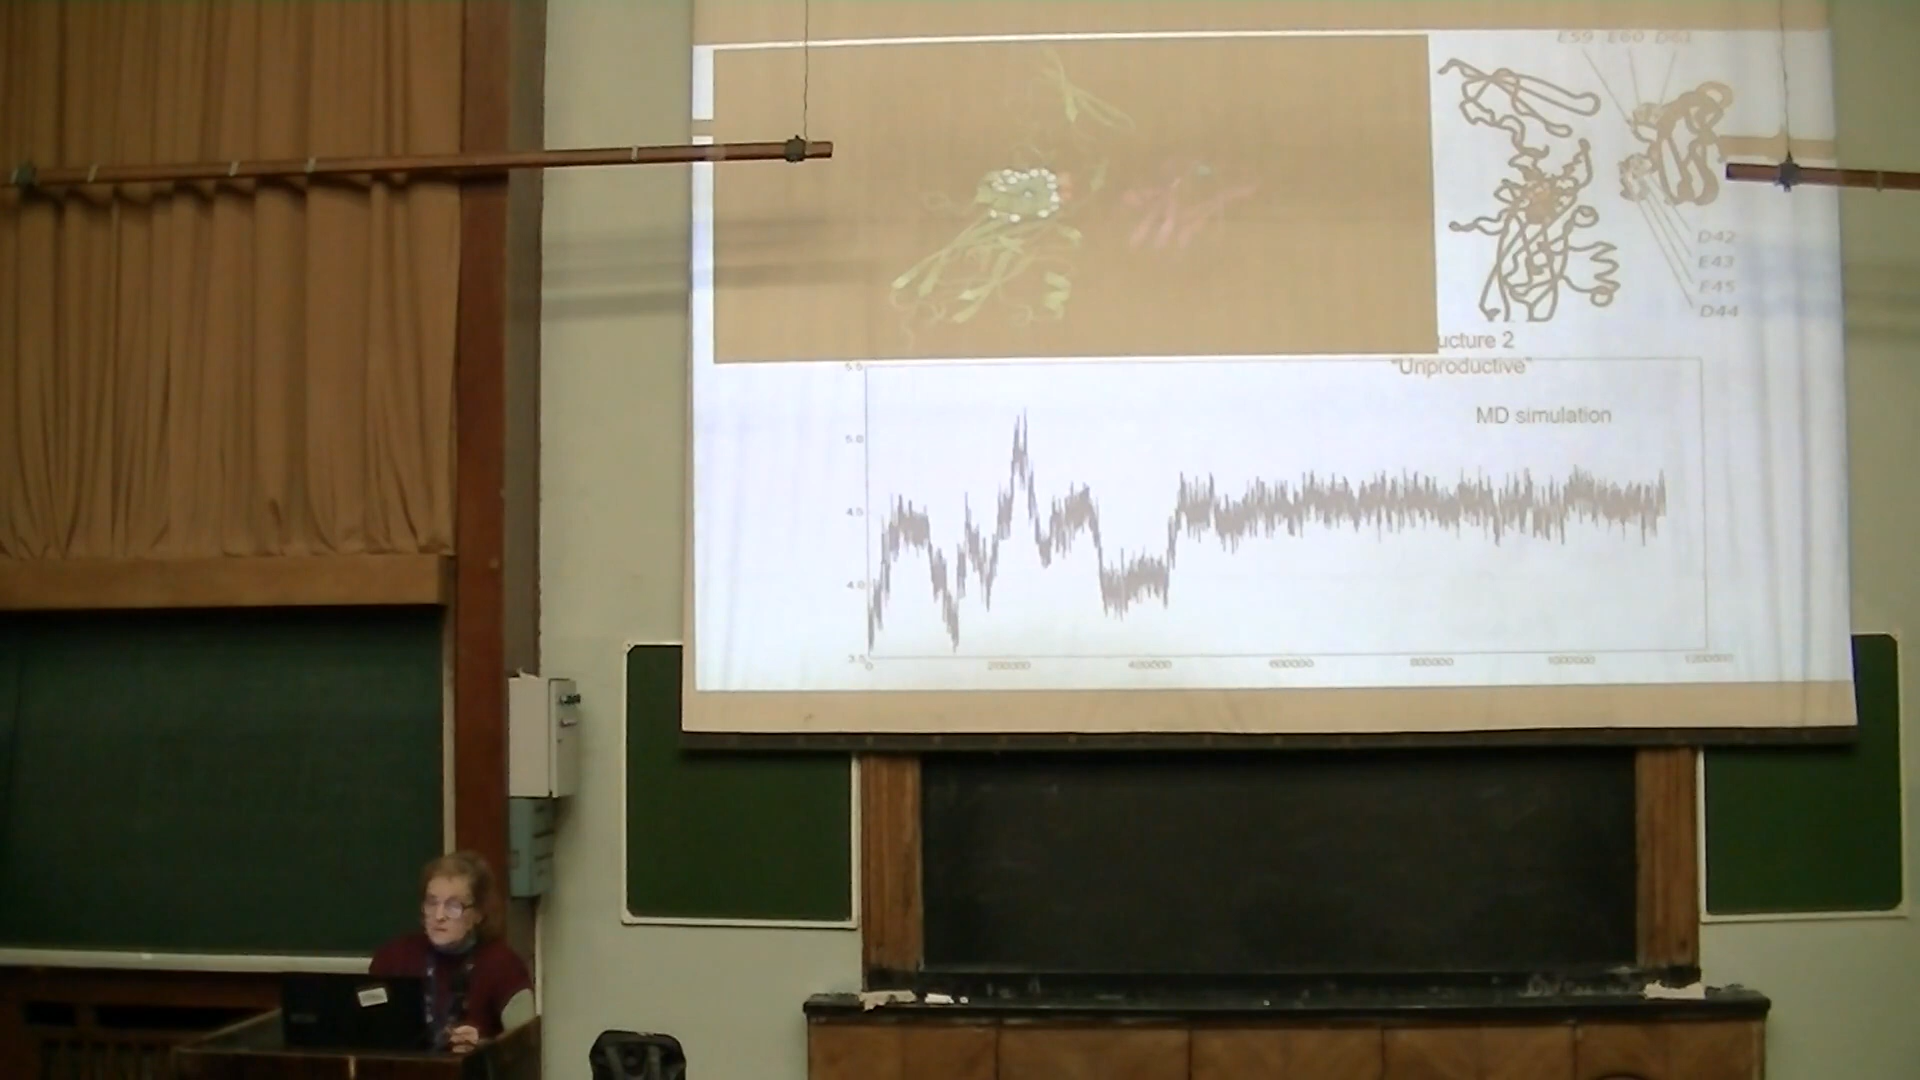 E59 E60 D61
D42
E43
E45
D44
ucture 2
"Unproductive"
MD simulation
5.5
5.0
4.5
4.0
3.5
0 200000 400000 600000 800000 1000000 1200000